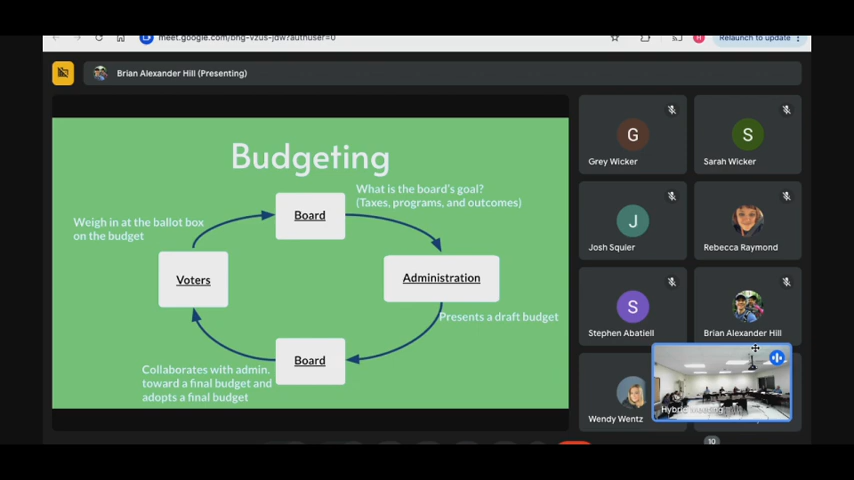 meet.google.com/bng-vzus-jdw?authuser=0
Relaunch to update
Brian Alexander Hill (Presenting)
Budgeting
What is the board's goal?
(Taxes, programs, and outcomes)
Board
Weigh in at the ballot box
on the budget
Voters
Administration
Presents a draft budget
Board
Collaborates with admin.
toward a final budget and
adopts a final budget
G
Grey Wicker
S
Sarah Wicker
J
Josh Squier
Rebecca Raymond
S
Stephen Abatiell
Brian Alexander Hill
Wendy Wentz
Hybrid Meeting
10